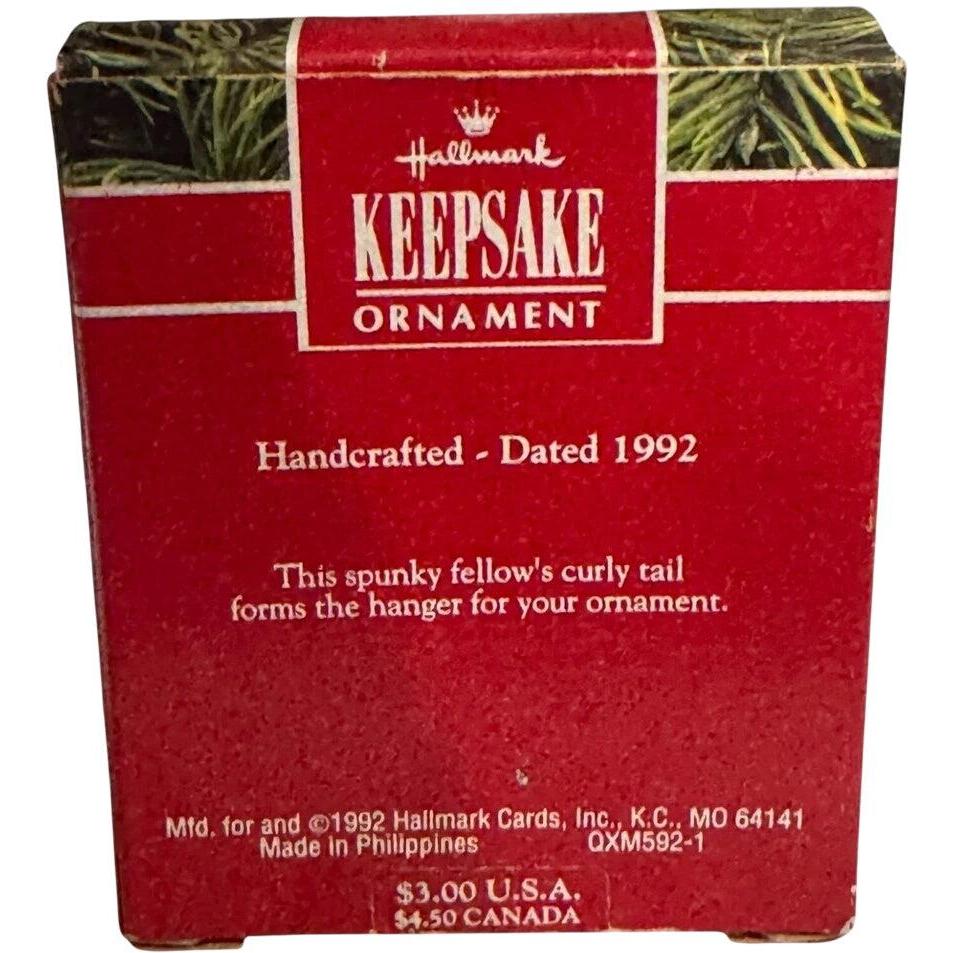 Hallmark
KEEPSAKE
ORNAMENT
Handcrafted - Dated 1992
This spunky fellow's curly tail
forms the hanger for your ornament.
Mfd. for and ©1992 Hallmark Cards, Inc., K.C., MO 64141
Made in Philippines QXM592-1
$3.00 U.S.A.
$4.50 CANADA